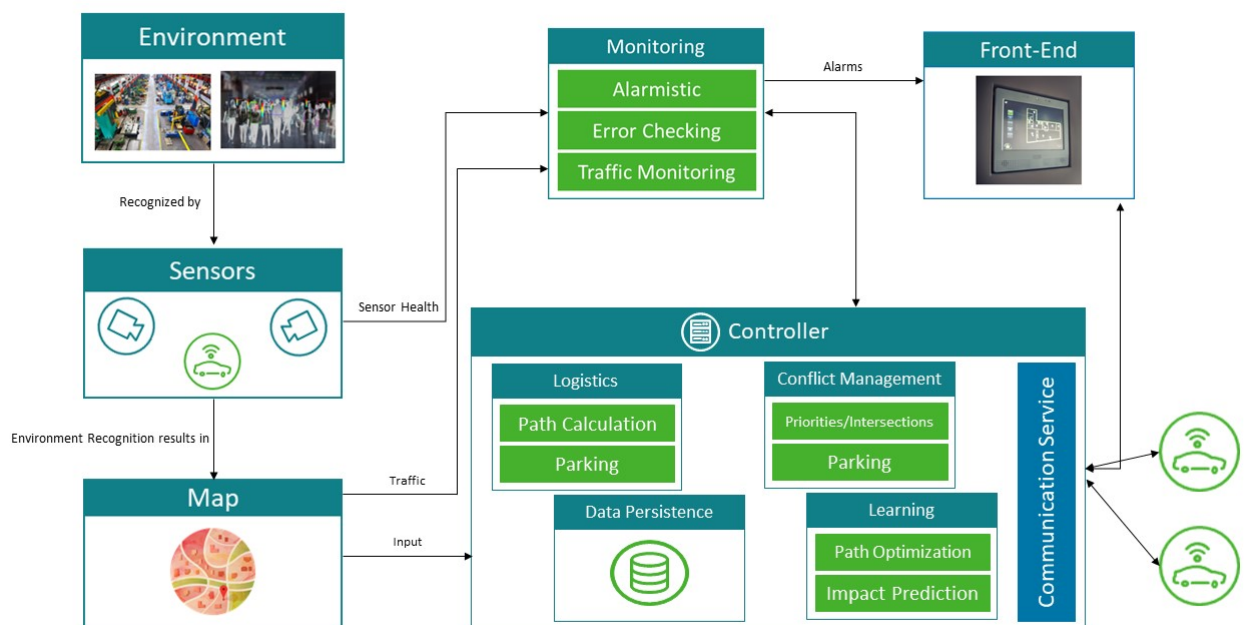 Environment
Recognized by
Sensors
Environment Recognition results in
Map
Sensor Health
Traffic
Input
Monitoring
Alarmistic
Error Checking
Traffic Monitoring
Alarms
Front-End
Controller
Logistics
Path Calculation
Parking
Conflict Management
Priorities/Intersections
Parking
Data Persistence
Learning
Path Optimization
Impact Prediction
Communication Service